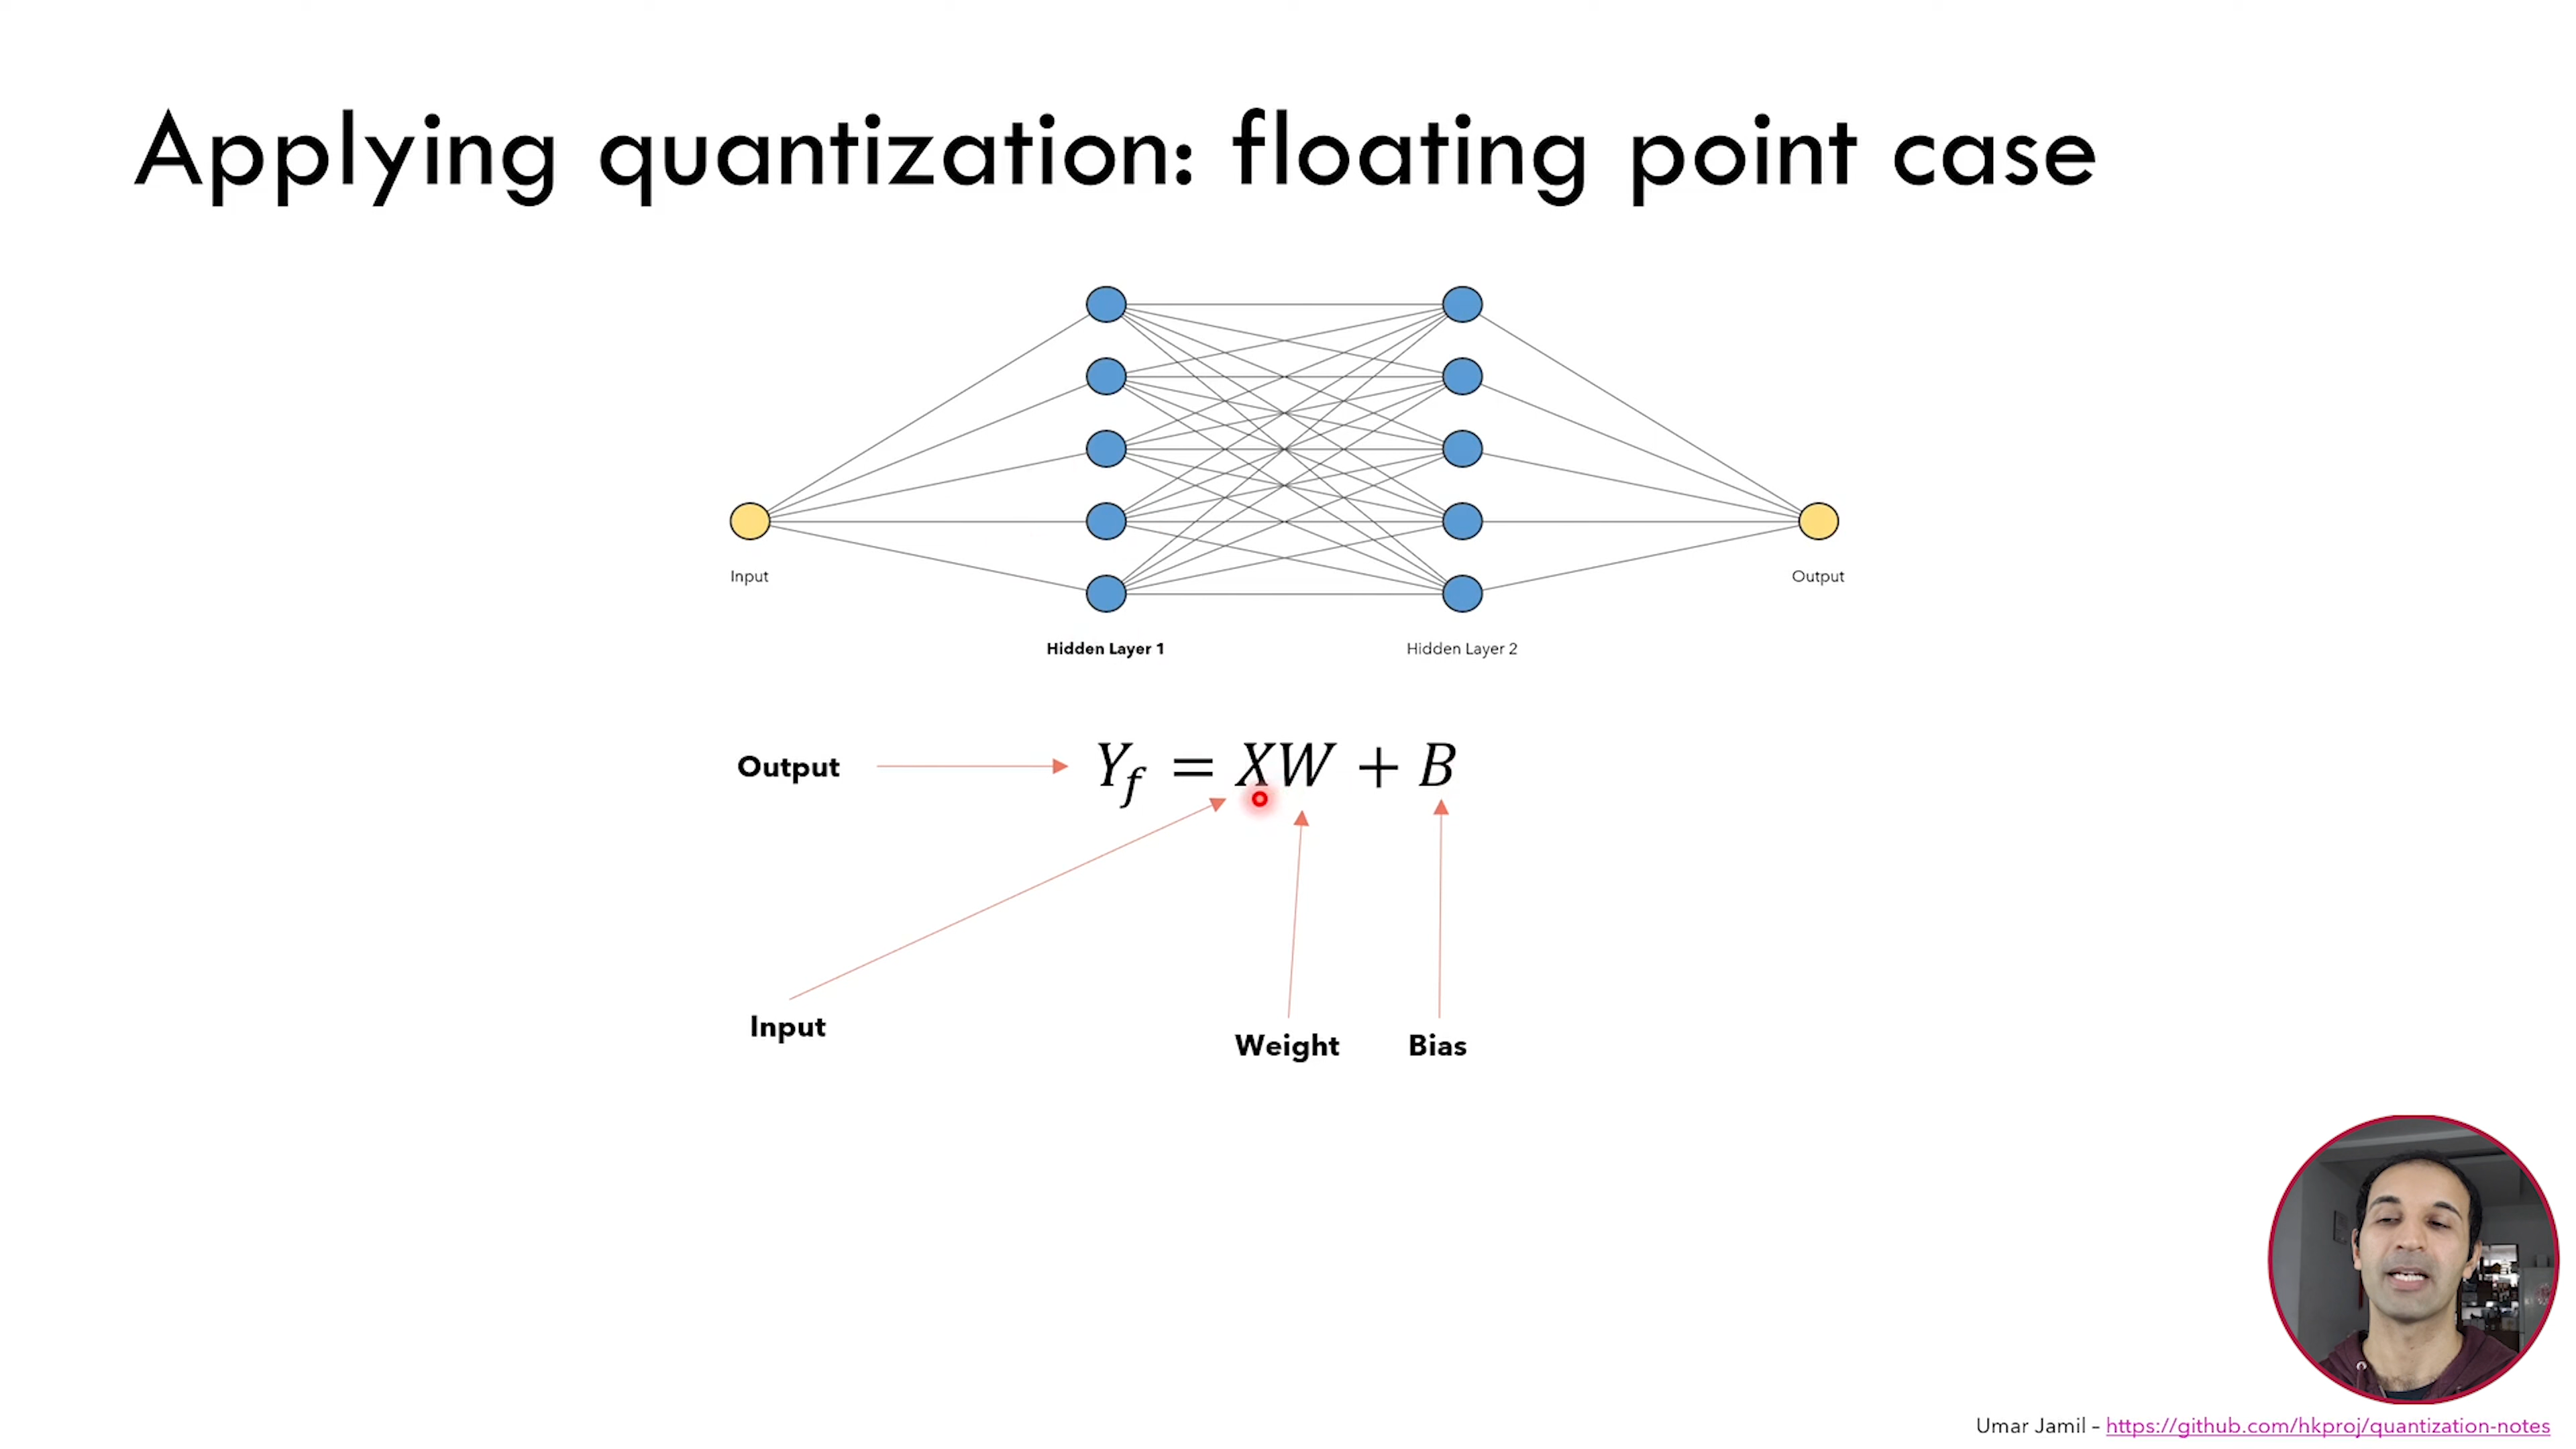 Applying quantization: floating point case
Input
Output
Hidden Layer 1
Hidden Layer 2
Output
Y_f = XW + B
Input
Weight
Bias
Umar Jamil – https://github.com/hkproj/quantization-notes